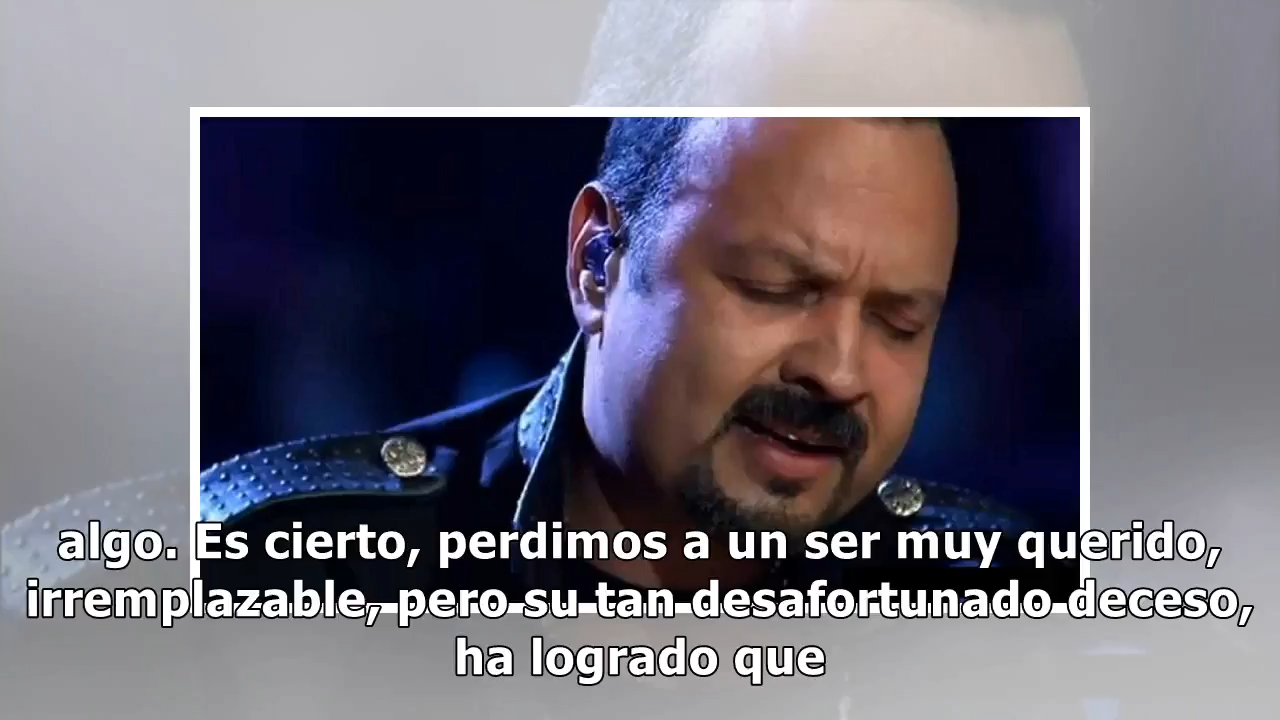 algo. Es cierto, perdimos a un ser muy querido,
irremplazable, pero su tan desafortunado deceso,
ha logrado que